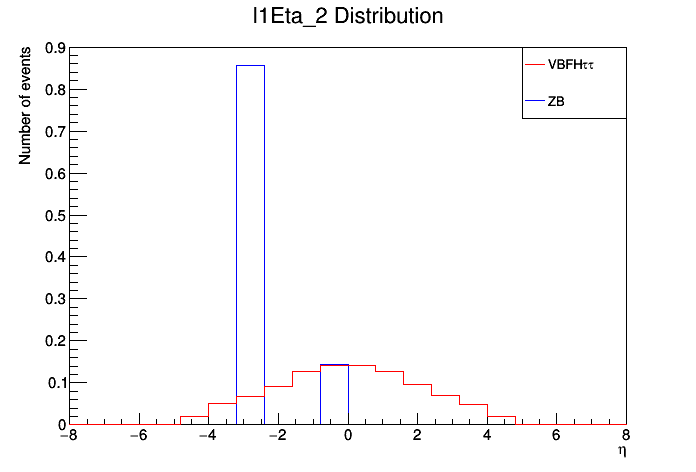 l1Eta_2 Distribution
Number of events
0.9
0.8
0.7
0.6
0.5
0.4
0.3
0.2
0.1
0
VBFHττ
ZB
−8 −6 −4 −2 0 2 4 6 8
η